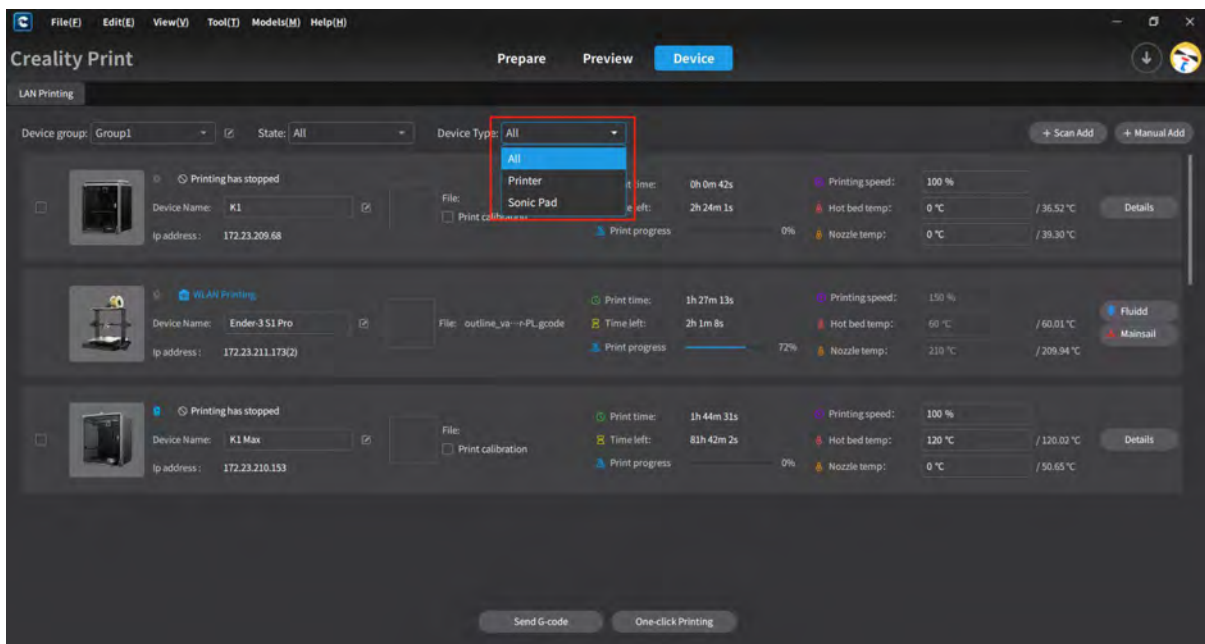 File(F) Edit(E) View(V) Tool(T) Models(M) Help(H)
Creality Print
Prepare Preview Device
LAN Printing
Device group: Group1 State: All Device Type: All + Scan Add + Manual Add
All
Printer
Sonic Pad
Printing has stopped
Device Name: K1
Ip address: 172.23.209.68
File:
Print calibration
time: 0h 0m 42s
left: 2h 24m 1s
Print progress 0%
Printing speed: 100 %
Hot bed temp: 0 °C / 36.52 °C
Nozzle temp: 0 °C / 39.30 °C
Details
WLAN Printing
Device Name: Ender-3 S1 Pro
Ip address: 172.23.211.173(2)
File: outline_va···r-PL.gcode
Print time: 1h 27m 13s
Time left: 2h 1m 8s
Print progress 72%
Printing speed: 150 %
Hot bed temp: 60 °C / 60.01 °C
Nozzle temp: 210 °C / 209.94 °C
Fluidd
Mainsail
Printing has stopped
Device Name: K1 Max
Ip address: 172.23.210.153
File:
Print calibration
Print time: 1h 44m 31s
Time left: 81h 42m 2s
Print progress 0%
Printing speed: 100 %
Hot bed temp: 120 °C / 120.02 °C
Nozzle temp: 0 °C / 50.65 °C
Details
Send G-code One-click Printing